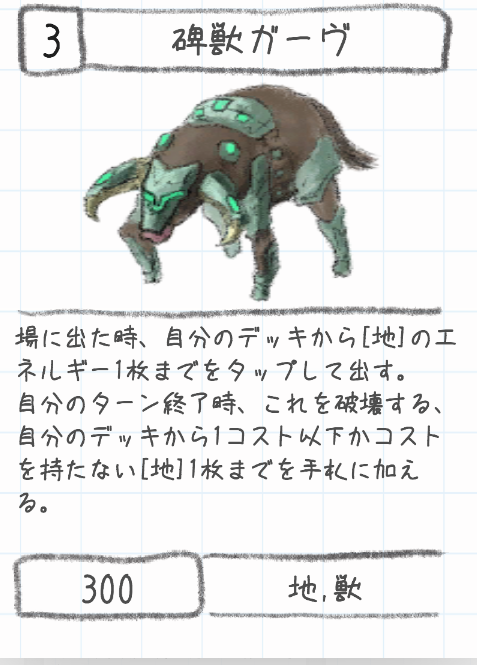 3
碑獣ガーヴ
場に出た時、自分のデッキから[地]のエ
ネルギー1枚までをタップして出す。
自分のターン終了時、これを破壊する、
自分のデッキから1コスト以下かコスト
を持たない[地]1枚までを手札に加え
る。
300
地,獣